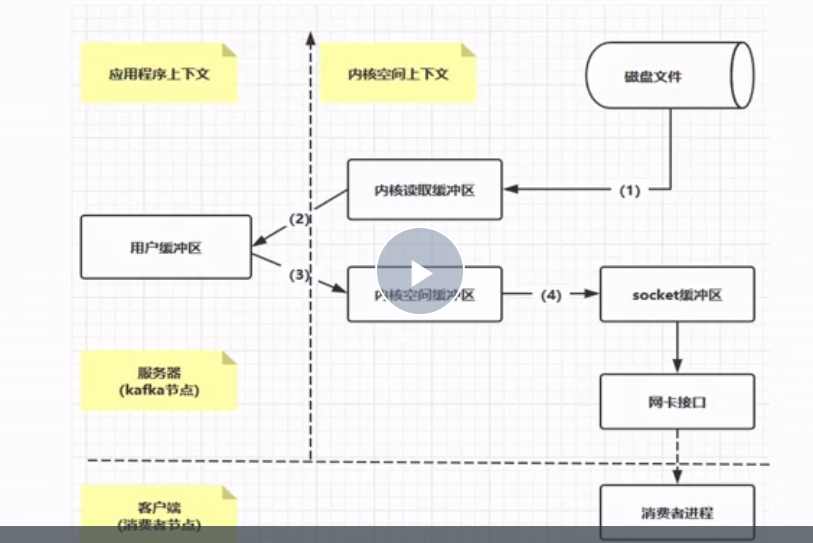 应用程序上下文
内核空间上下文
磁盘文件
内核读取缓冲区
(1)
(2)
用户缓冲区
(3)
内核空间缓冲区
(4)
socket缓冲区
服务器
(kafka节点)
网卡接口
客户端
(消费者节点)
消费者进程